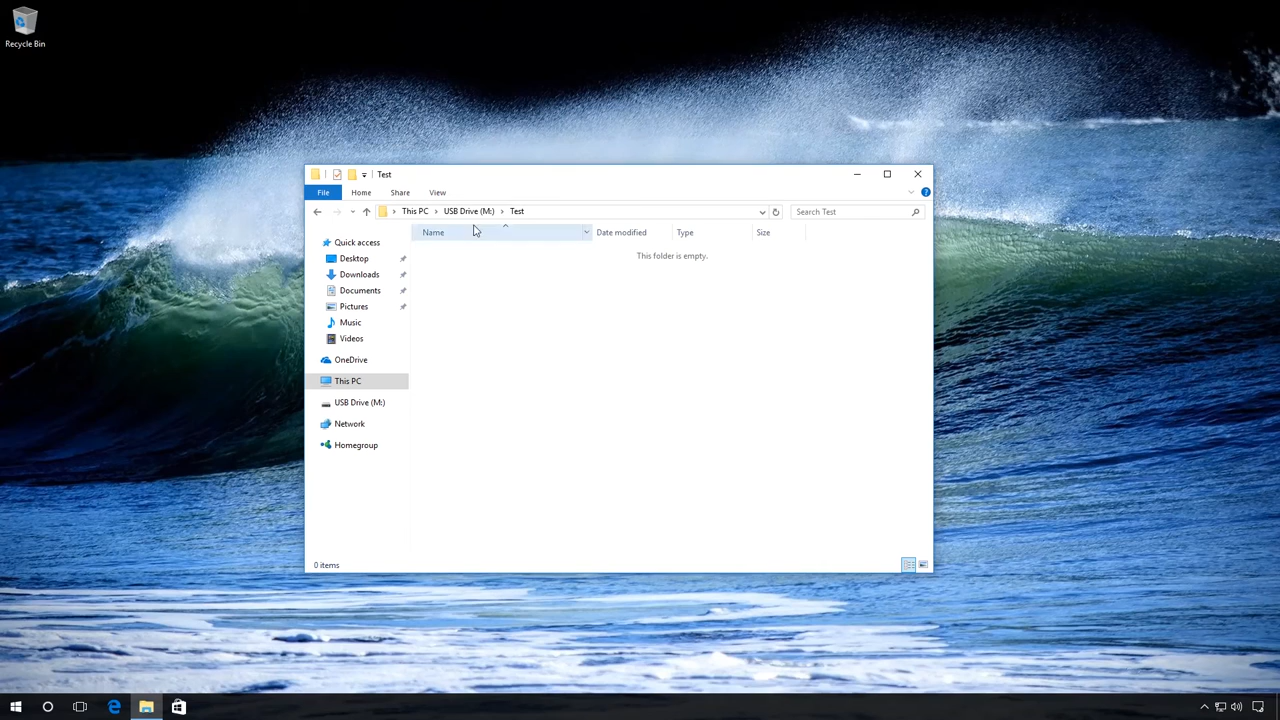 Recycle Bin
Test
File Home Share View
This PC USB Drive (M:) Test
Search Test
Name Date modified Type Size
This folder is empty.
Quick access
Desktop
Downloads
Documents
Pictures
Music
Videos
OneDrive
This PC
USB Drive (M:)
Network
Homegroup
0 items